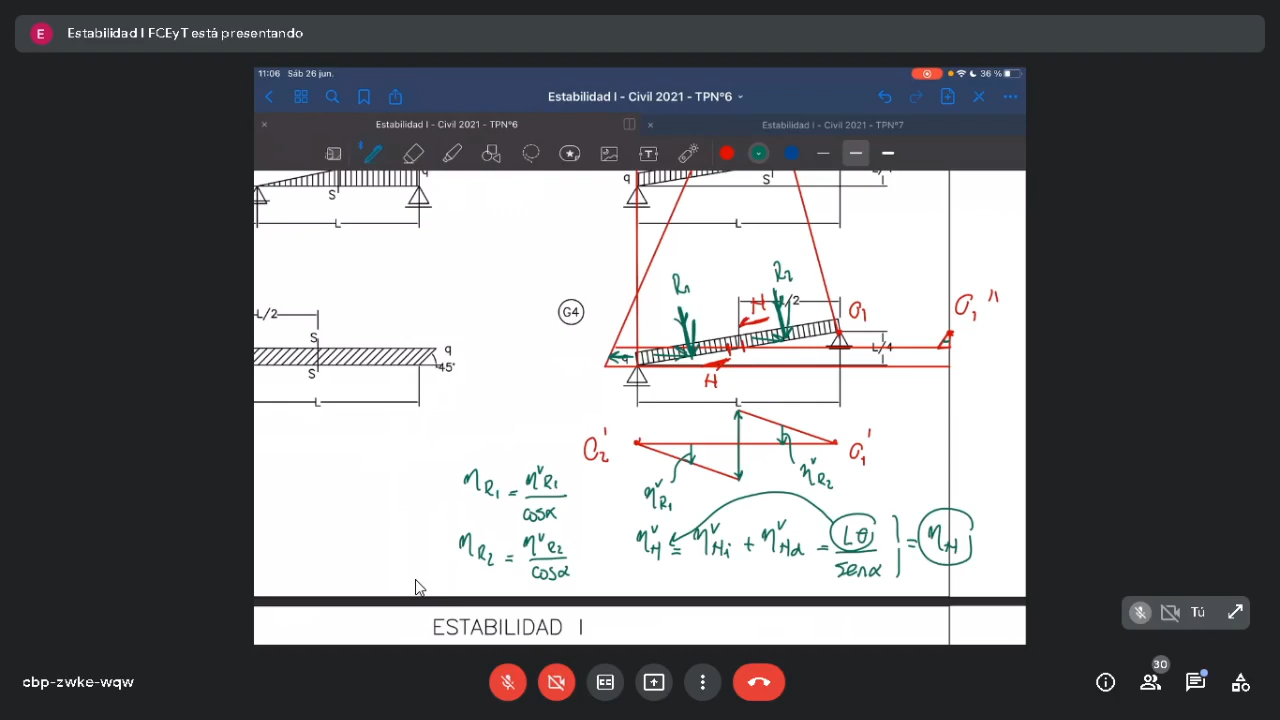 E Estabilidad I FCEyT está presentando
11:06 Sáb 26 jun.
36 %
Estabilidad I - Civil 2021 - TPN°6
Estabilidad I - Civil 2021 - TPN°6
Estabilidad I - Civil 2021 - TPN°7
T
S
q
L
q
S
L
L/2
S
q
S
45°
L
G4
R1
R2
H
/2
O1
O1''
L/4
q
H
L
O2'
O1'
ηR1 = ηᵛR1 / cosα
ηR2 = ηᵛR2 / cosα
ηᵛR1
ηᵛR2
ηᵛH = ηᵛHi + ηᵛHd = Lθ / senα } = ηH
ESTABILIDAD I
Tú
cbp-zwke-wqw
30